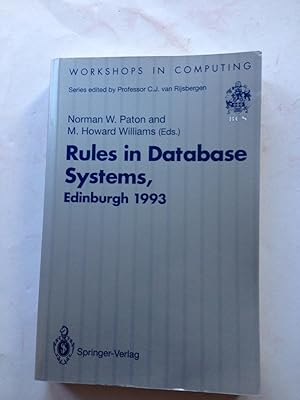 WORKSHOPS IN COMPUTING
Series edited by Professor C.J. van Rijsbergen
BCS
Norman W. Paton and
M. Howard Williams (Eds.)
Rules in Database
Systems,
Edinburgh 1993
Springer-Verlag